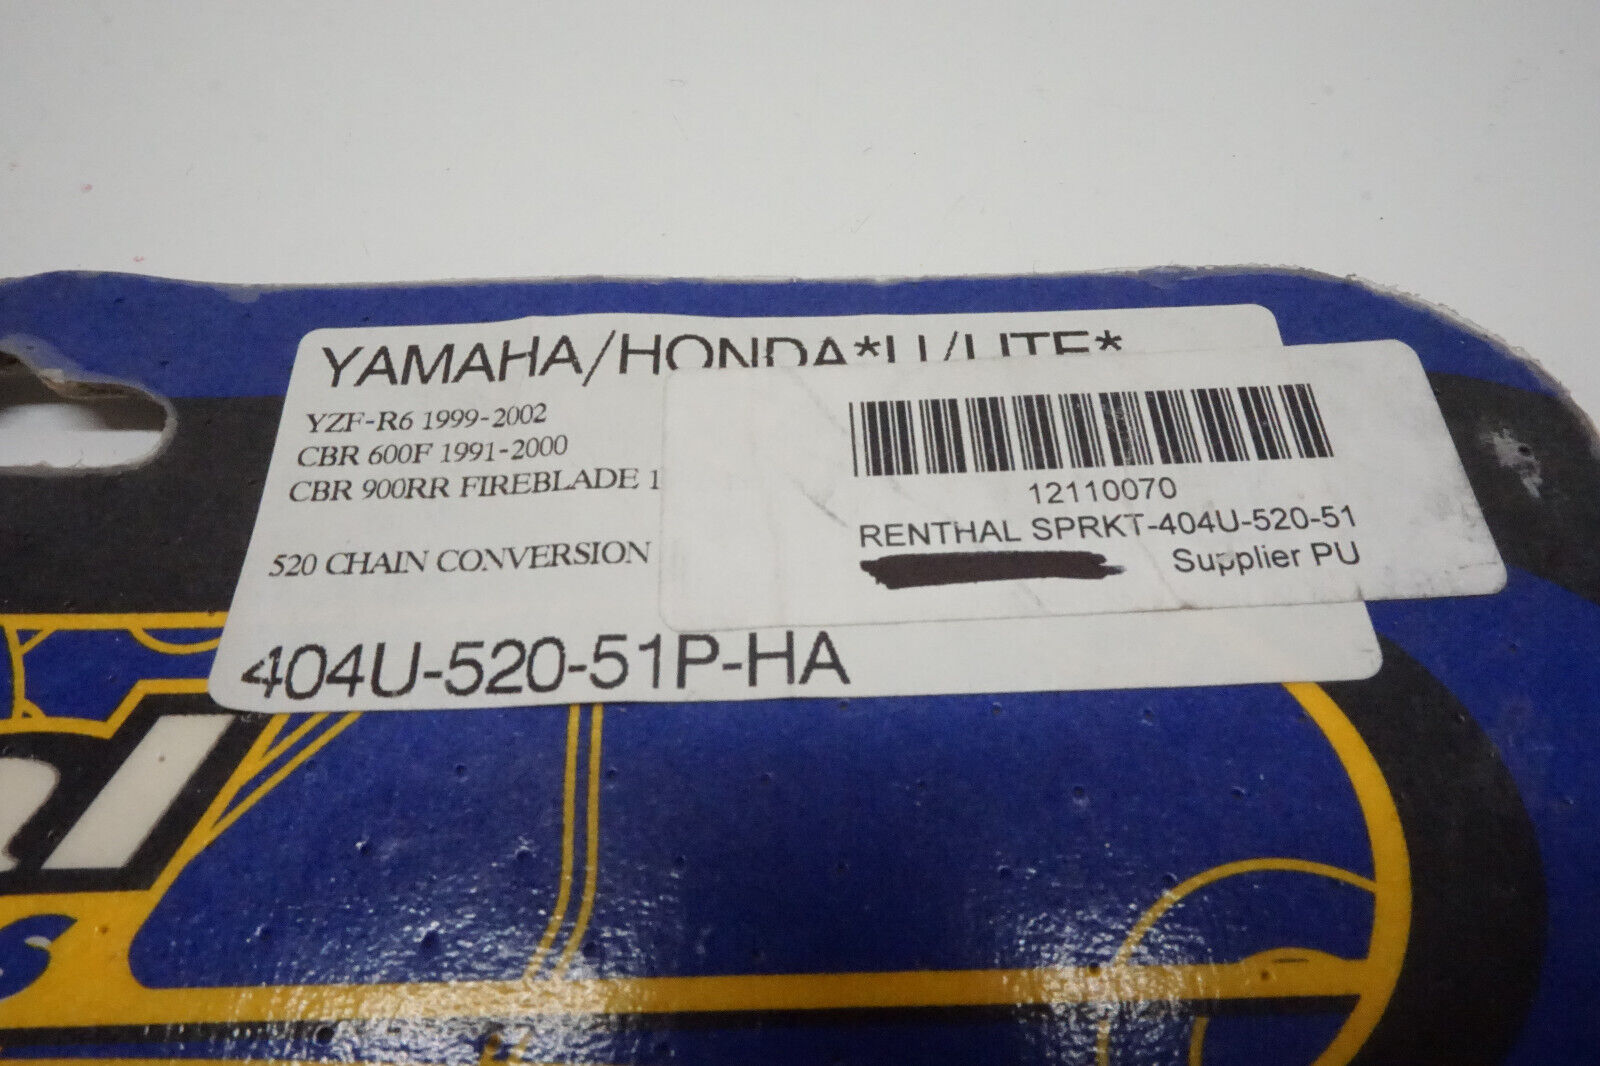 YAMAHA/HONDA*U/LITE*
YZF-R6 1999-2002
CBR 600F 1991-2000
CBR 900RR FIREBLADE 1
520 CHAIN CONVERSION
404U-520-51P-HA
12110070
RENTHAL SPRKT-404U-520-51
Supplier PU